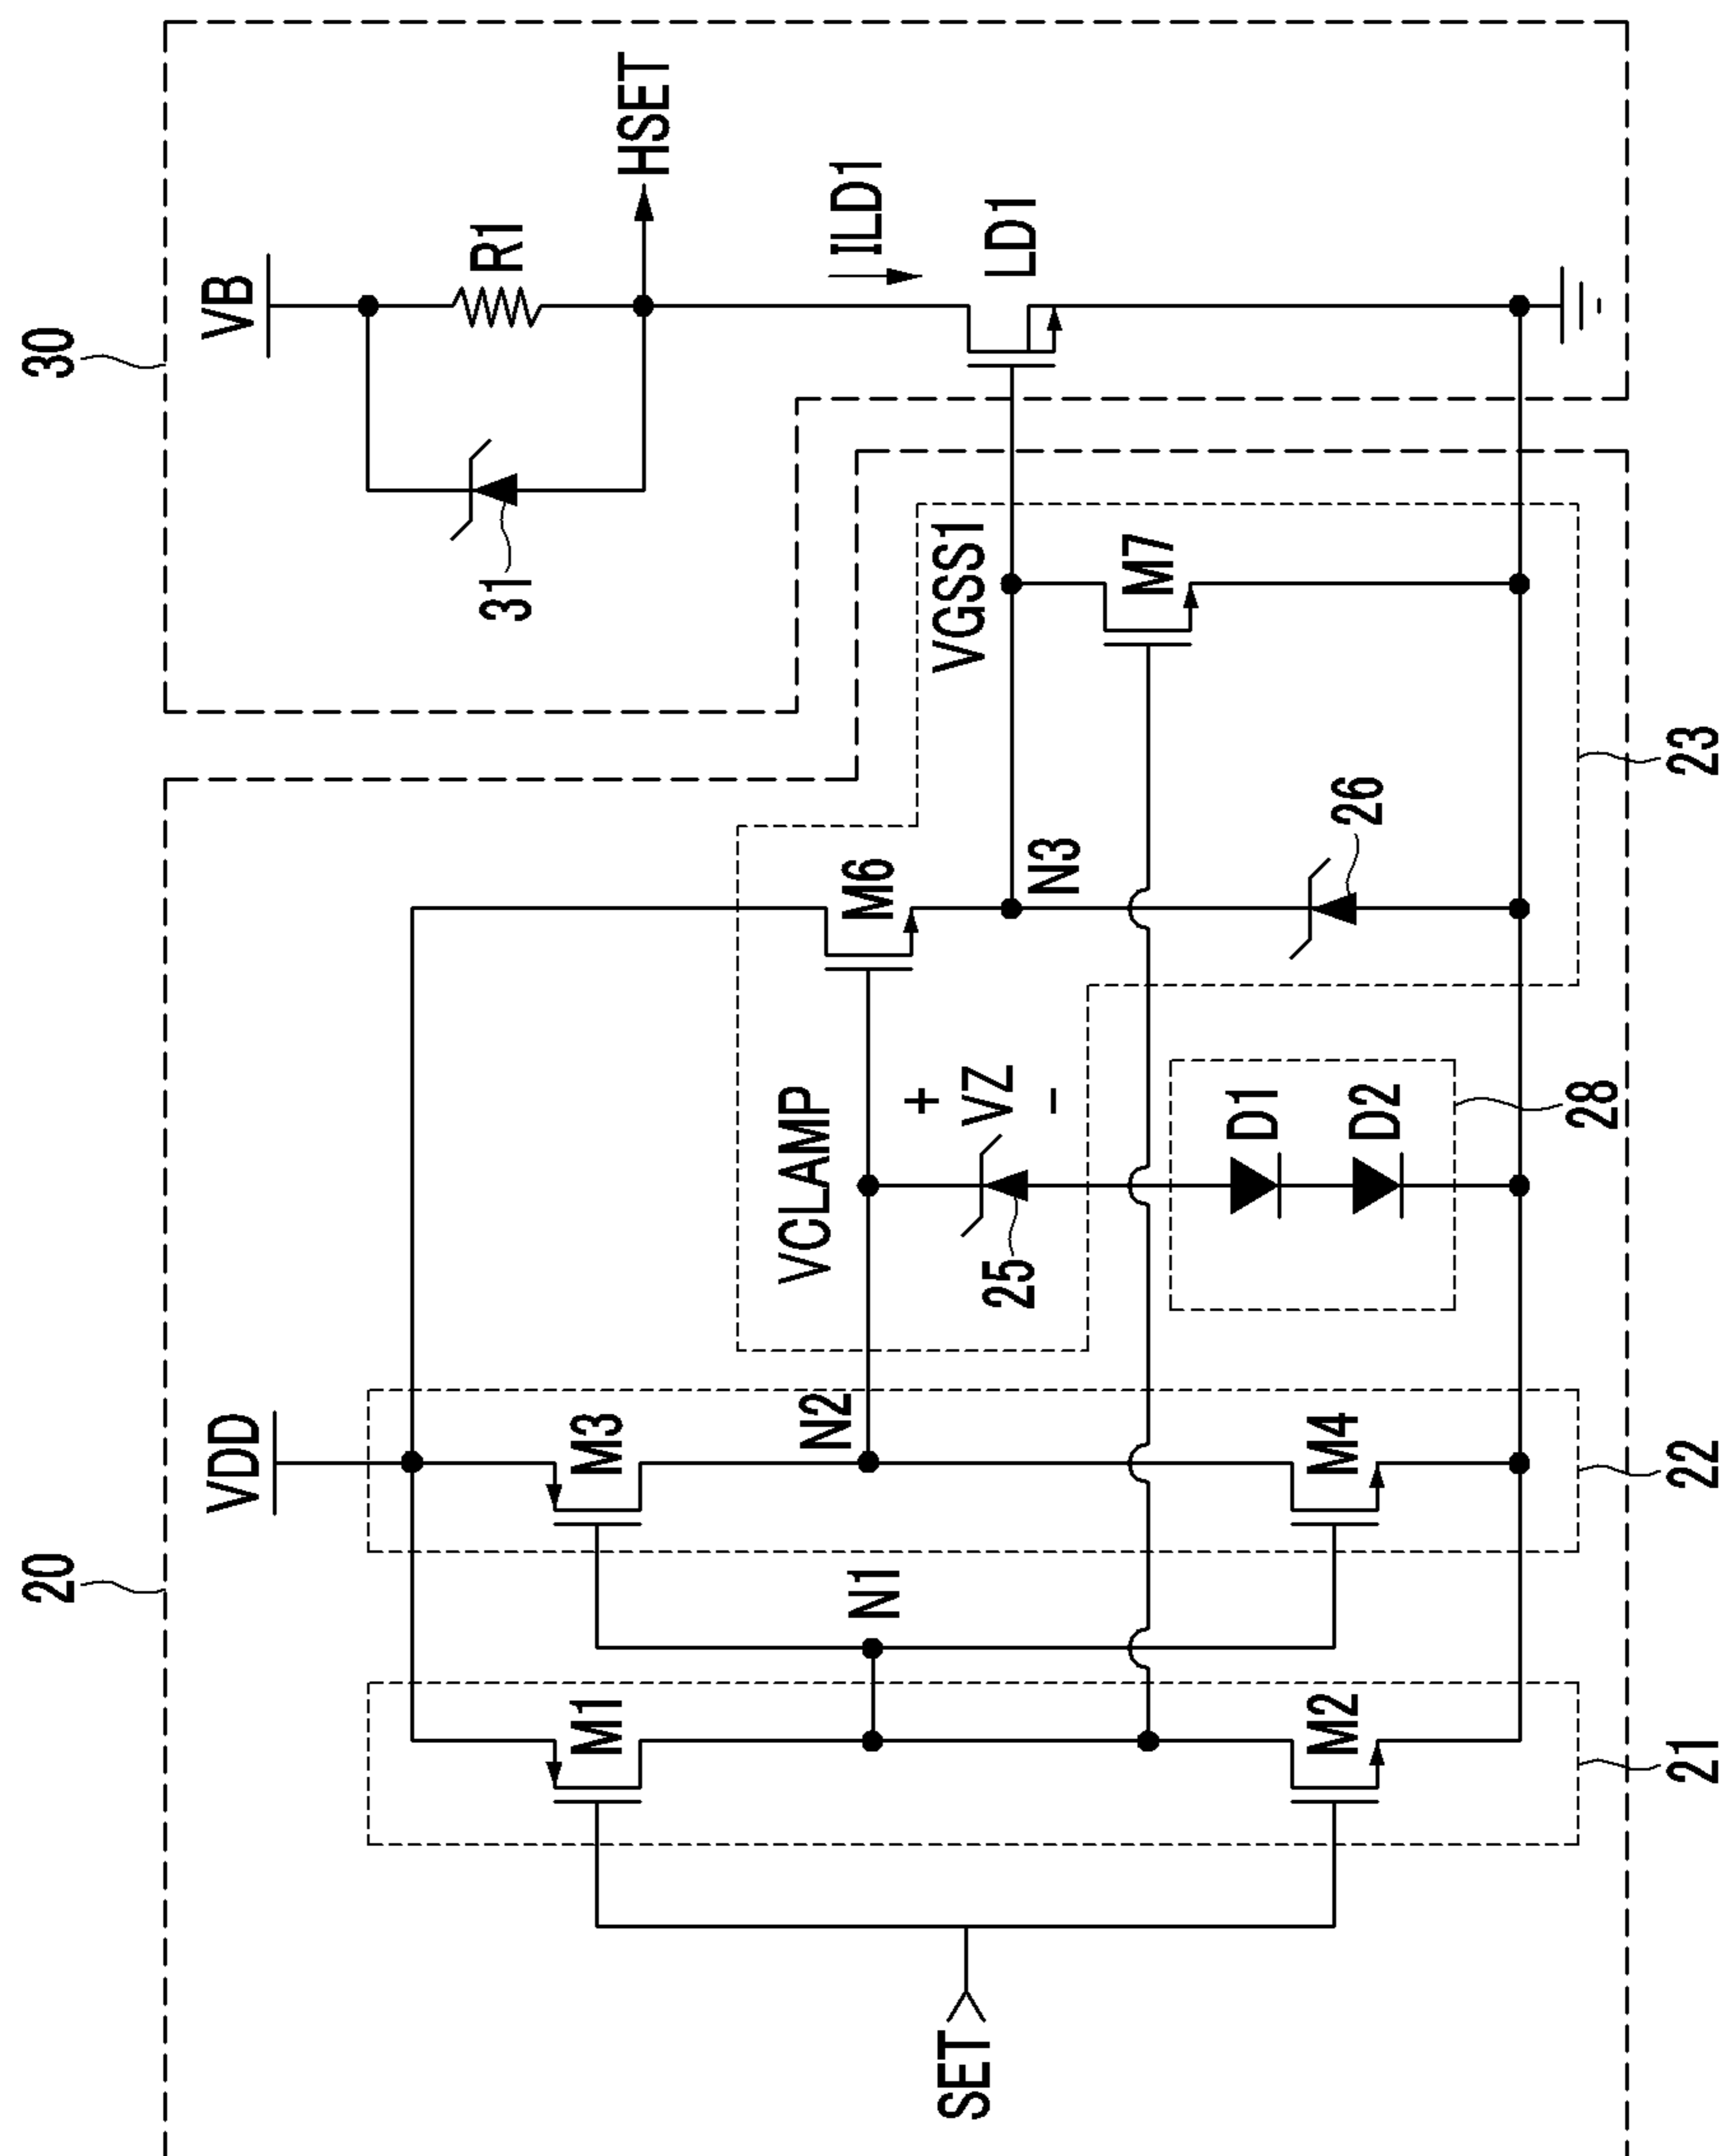 20
30
VDD
VB
SET
21
M1
M2
N1
22
M3
M4
N2
VCLAMP
25
+
VZ
-
28
D1
D2
M6
N3
26
23
VGSS1
M7
31
R1
HSET
ILD1
LD1